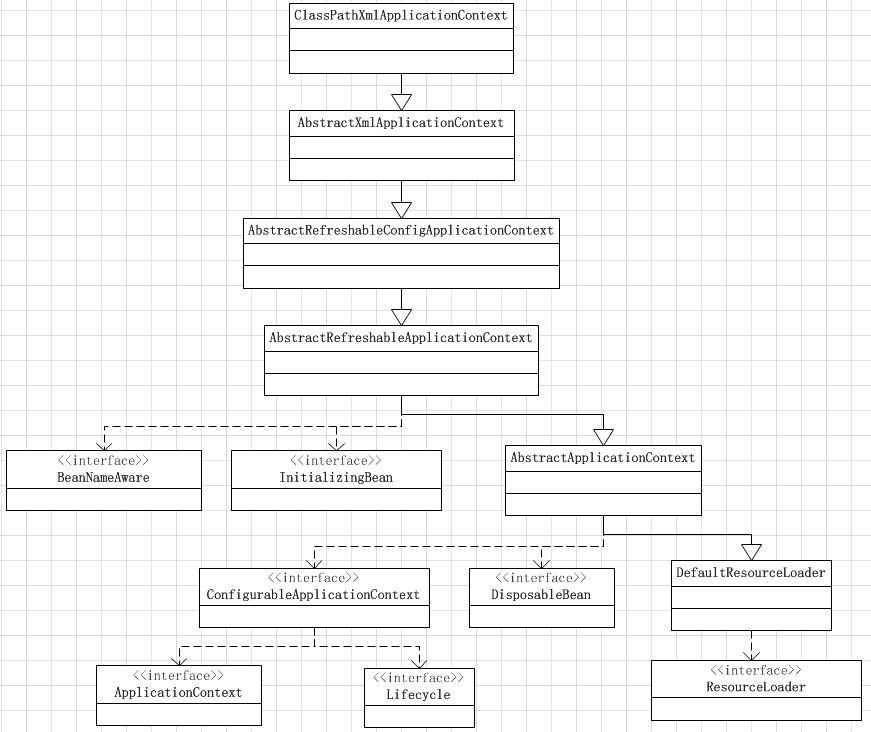 ClassPathXmlApplicationContext
AbstractXmlApplicationContext
AbstractRefreshableConfigApplicationContext
AbstractRefreshableApplicationContext
<<interface>>
BeanNameAware
<<interface>>
InitializingBean
AbstractApplicationContext
<<interface>>
ConfigurableApplicationContext
<<interface>>
DisposableBean
DefaultResourceLoader
<<interface>>
ApplicationContext
<<interface>>
Lifecycle
<<interface>>
ResourceLoader